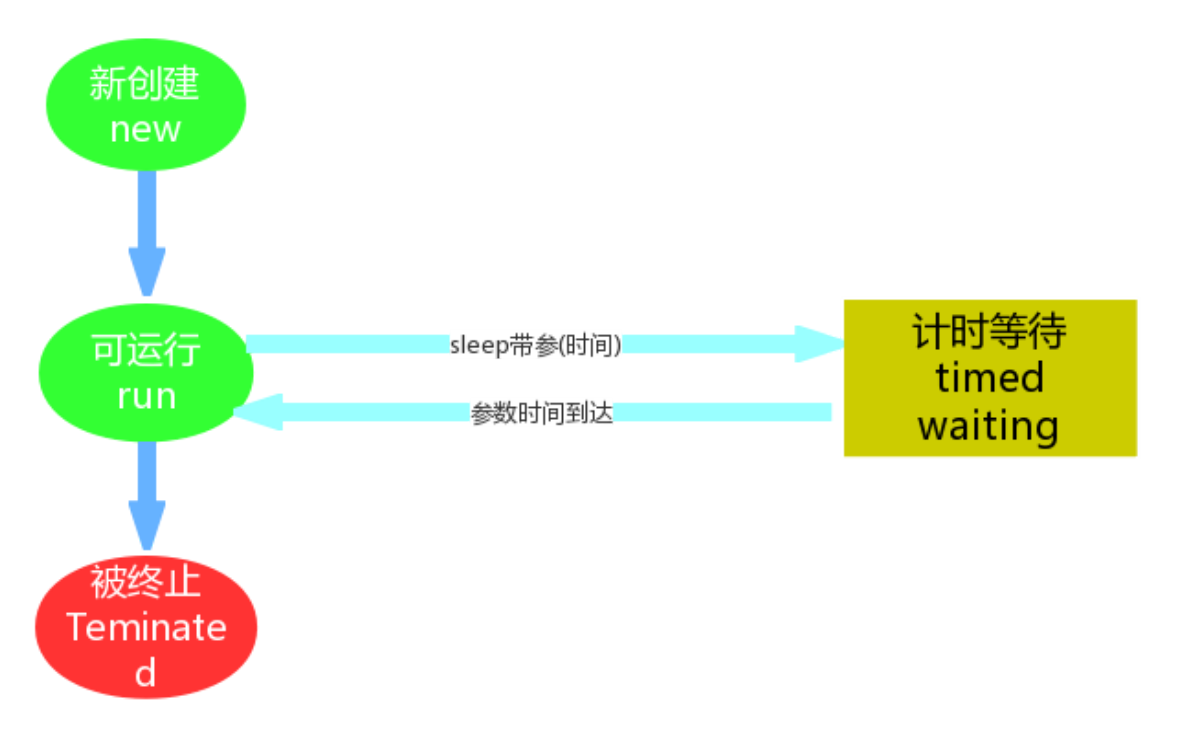 新创建
new
可运行
run
sleep带参(时间)
参数时间到达
计时等待
timed
waiting
被终止
Teminate
d